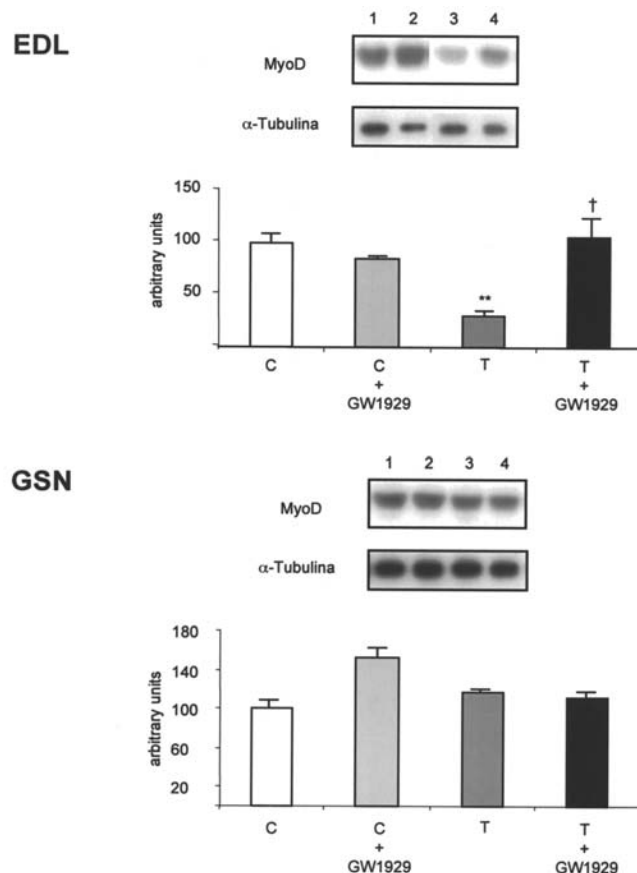 EDL
1 2 3 4
MyoD
α-Tubulina
arbitrary units
150
100
50
**
†
C
C
+
GW1929
T
T
+
GW1929
GSN
1 2 3 4
MyoD
α-Tubulina
arbitrary units
180
140
100
60
20
C
C
+
GW1929
T
T
+
GW1929